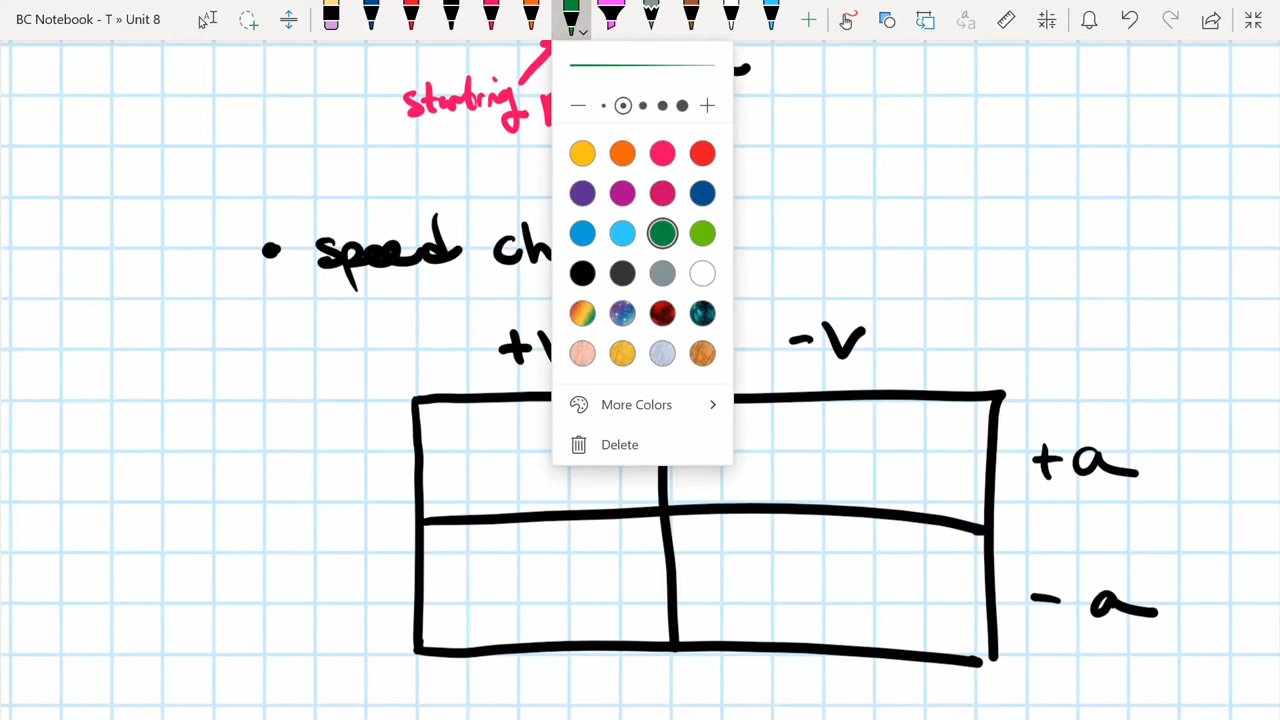 BC Notebook - T » Unit 8
starting
• speed ch
+v -v
More Colors
Delete
+a
- a